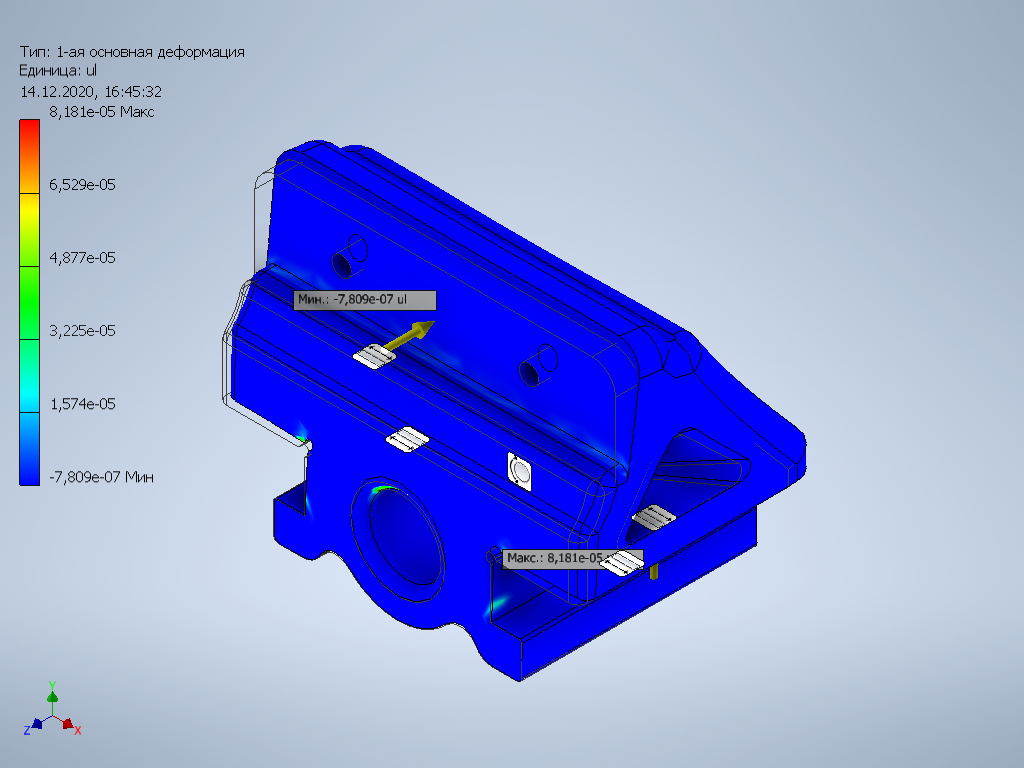 Тип: 1-ая основная деформация
Единица: ul
14.12.2020, 16:45:32
8,181e-05 Макс
6,529e-05
4,877e-05
3,225e-05
1,574e-05
-7,809e-07 Мин
Мин.: -7,809e-07 ul
Макс.: 8,181e-05
Y
Z
X